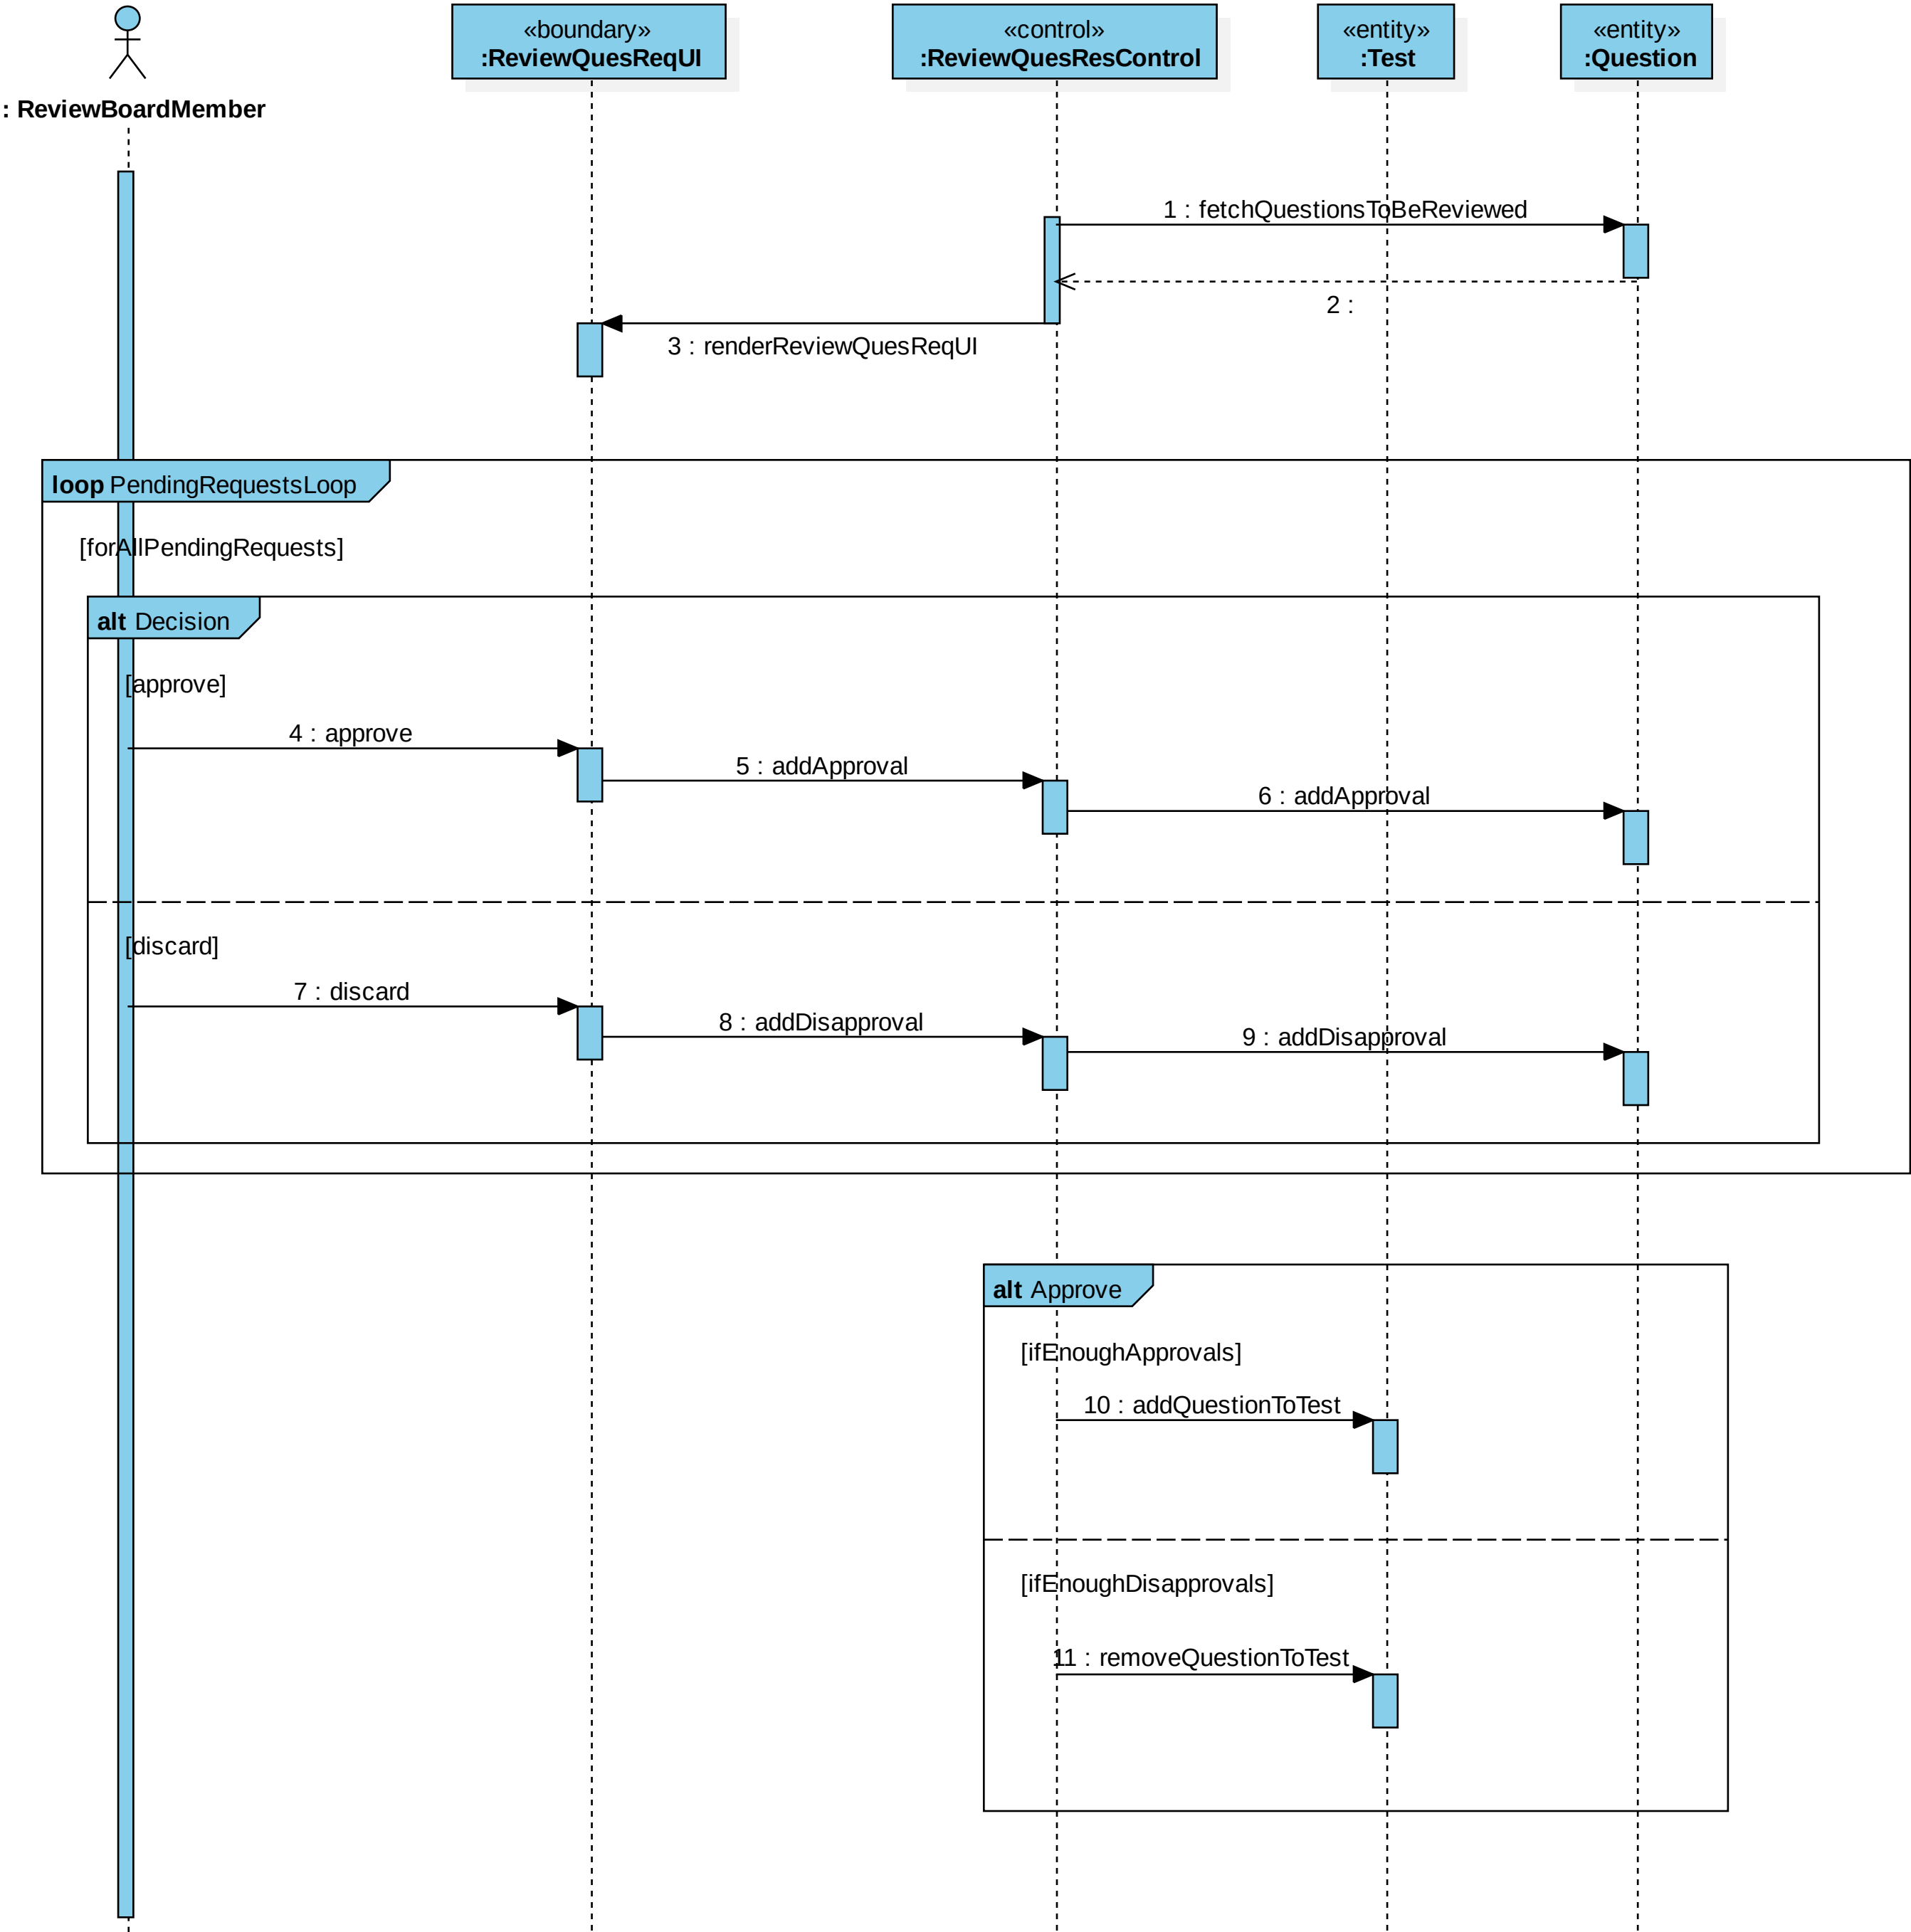 : ReviewBoardMember
«boundary»
:ReviewQuesReqUI
«control»
:ReviewQuesResControl
«entity»
:Test
«entity»
:Question
1 : fetchQuestionsToBeReviewed
2 :
3 : renderReviewQuesReqUI
loop PendingRequestsLoop
[forAllPendingRequests]
alt Decision
[approve]
4 : approve
5 : addApproval
6 : addApproval
[discard]
7 : discard
8 : addDisapproval
9 : addDisapproval
alt Approve
[ifEnoughApprovals]
10 : addQuestionToTest
[ifEnoughDisapprovals]
11 : removeQuestionToTest